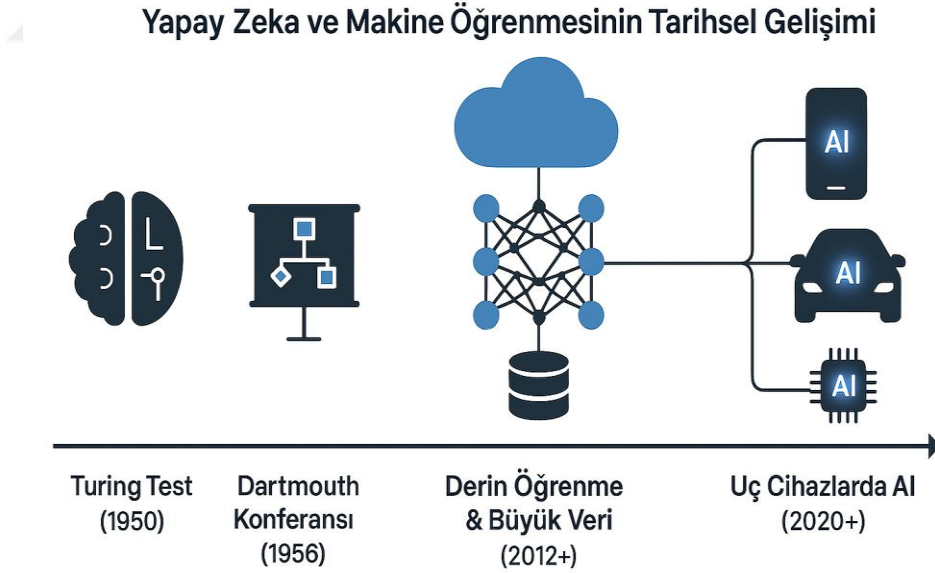 Yapay Zeka ve Makine Öğrenmesinin Tarihsel Gelişimi
AI
AI
AI
Turing Test
(1950)
Dartmouth
Konferansı
(1956)
Derin Öğrenme
& Büyük Veri
(2012+)
Uç Cihazlarda AI
(2020+)